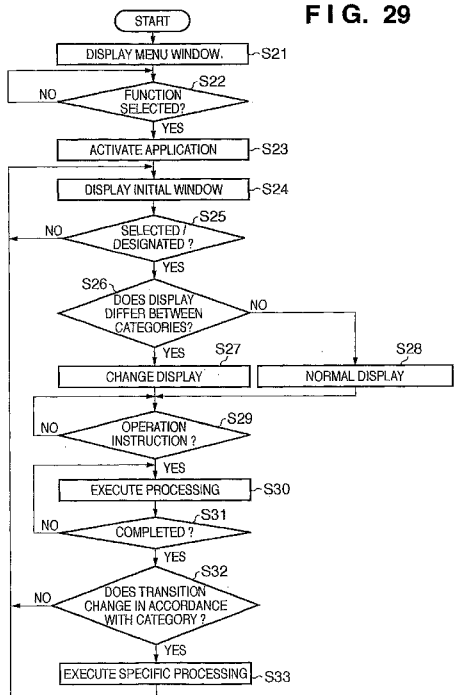 FIG. 29
START
DISPLAY MENU WINDOW
S21
S22
FUNCTION
SELECTED?
NO
YES
ACTIVATE APPLICATION
S23
DISPLAY INITIAL WINDOW
S24
S25
SELECTED /
DESIGNATED ?
NO
YES
S26
DOES DISPLAY
DIFFER BETWEEN
CATEGORIES?
NO
YES
S27
CHANGE DISPLAY
S28
NORMAL DISPLAY
S29
OPERATION
INSTRUCTION ?
NO
YES
EXECUTE PROCESSING
S30
S31
COMPLETED ?
NO
YES
S32
DOES TRANSITION
CHANGE IN ACCORDANCE
WITH CATEGORY ?
NO
YES
EXECUTE SPECIFIC PROCESSING
S33